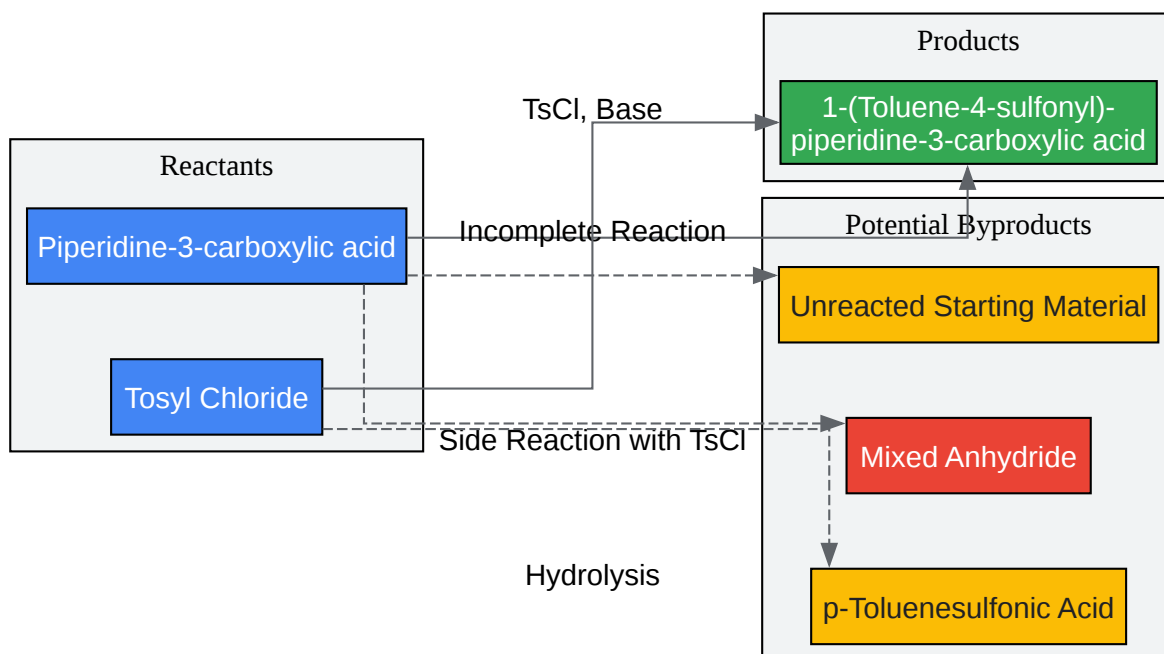 Products
TsCl, Base
1-(Toluene-4-sulfonyl)-
piperidine-3-carboxylic acid
Reactants
Piperidine-3-carboxylic acid
Incomplete Reaction
Potential Byproducts
Unreacted Starting Material
Tosyl Chloride
Side Reaction with TsCl
Mixed Anhydride
Hydrolysis
p-Toluenesulfonic Acid